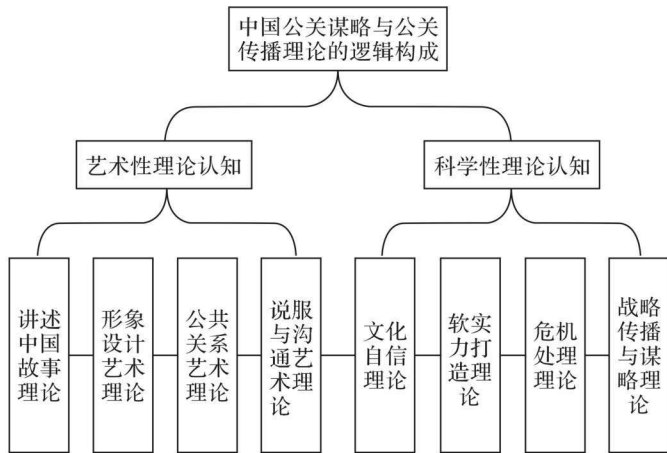 中国公关谋略与公关
传播理论的逻辑构成
艺术性理论认知
科学性理论认知
讲述
中国
故事
理论
形象
设计
艺术
理论
公共
关系
艺术
理论
说服
与沟
通艺
术理
论
文化
自信
理论
软实
力打
造理
论
危机
处理
理论
战略
传播
与谋
略理
论